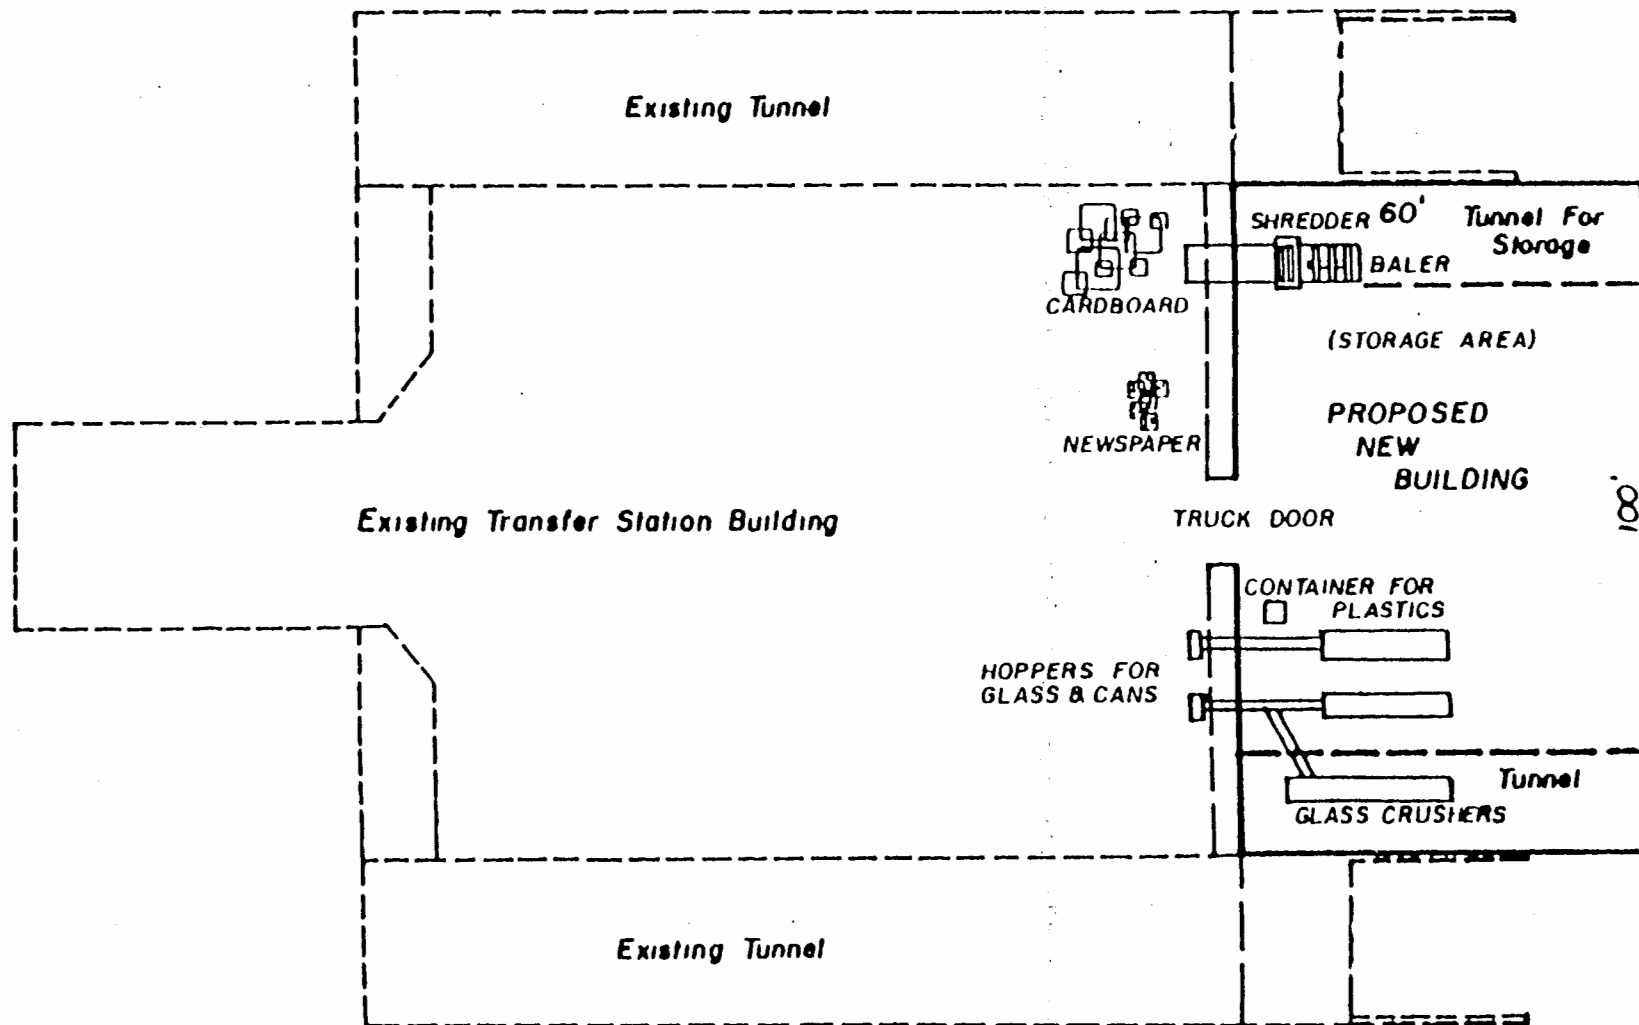 Existing Tunnel
SHREDDER
60'
Tunnel For
Storage
BALER
CARDBOARD
(STORAGE AREA)
NEWSPAPER
PROPOSED
NEW
BUILDING
100'
Existing Transfer Station Building
TRUCK DOOR
CONTAINER FOR
PLASTICS
HOPPERS FOR
GLASS & CANS
Tunnel
GLASS CRUSHERS
Existing Tunnel